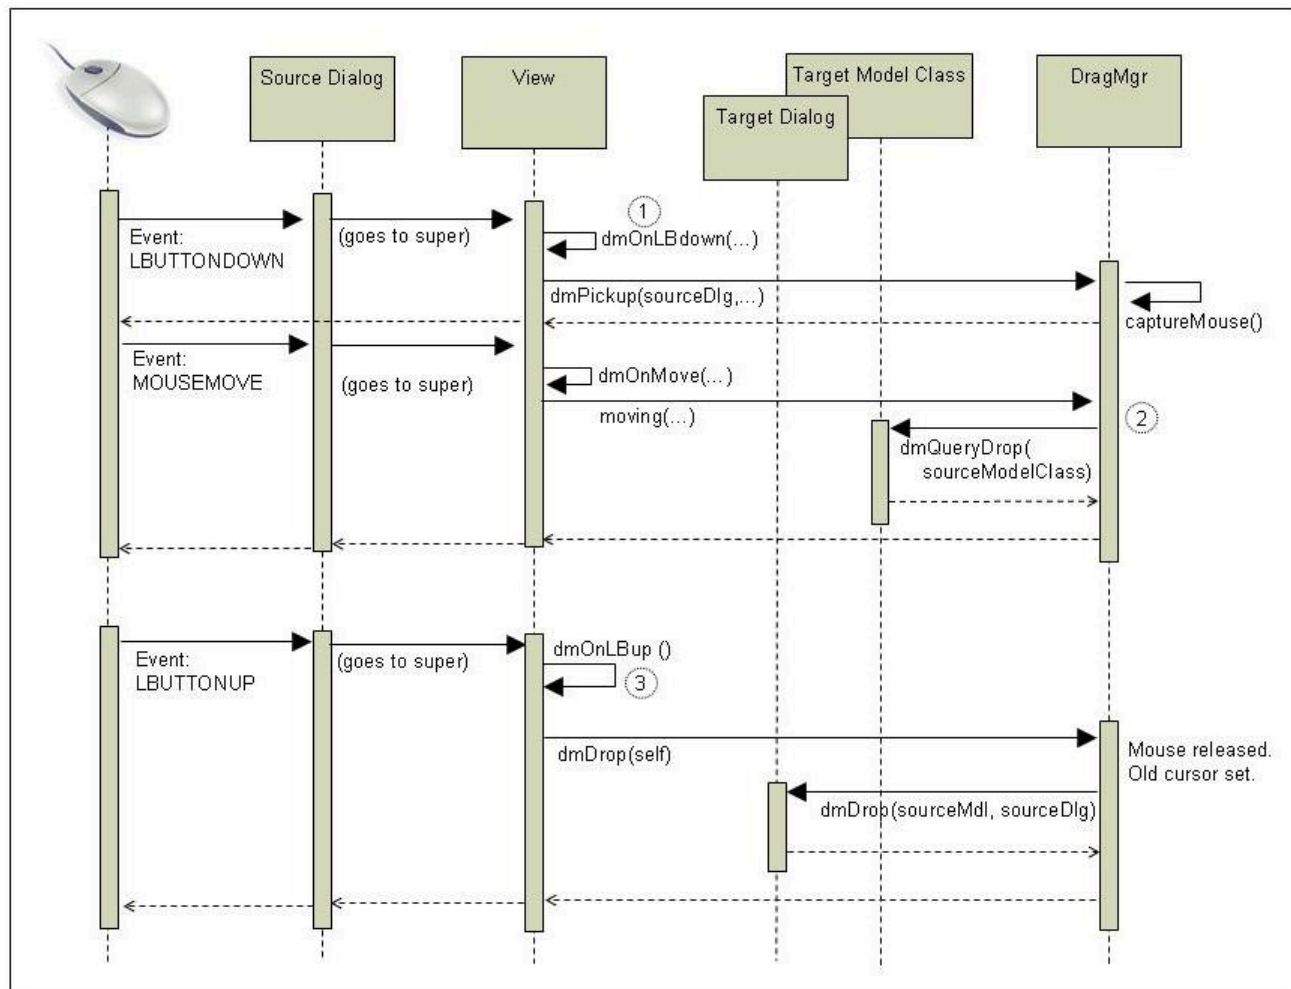 Source Dialog
View
Target Model Class
Target Dialog
DragMgr
1
Event:
LBUTTONDOWN
(goes to super)
dmOnLBdown(...)
dmPickup(sourceDlg,...)
captureMouse()
Event:
MOUSEMOVE
(goes to super)
dmOnMove(...)
moving(...)
2
dmQueryDrop(
sourceModelClass)
Event:
LBUTTONUP
(goes to super)
dmOnLBup ()
3
dmDrop(self)
Mouse released.
Old cursor set.
dmDrop(sourceMdl, sourceDlg)